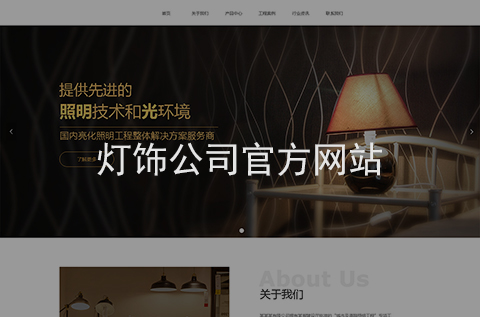 首页 关于我们 产品中心 工程案例 行业资讯 联系我们
提供先进的
照明技术和光环境
国内亮化照明工程整体解决方案服务商
了解更多
灯饰公司官方网站
About Us
关于我们